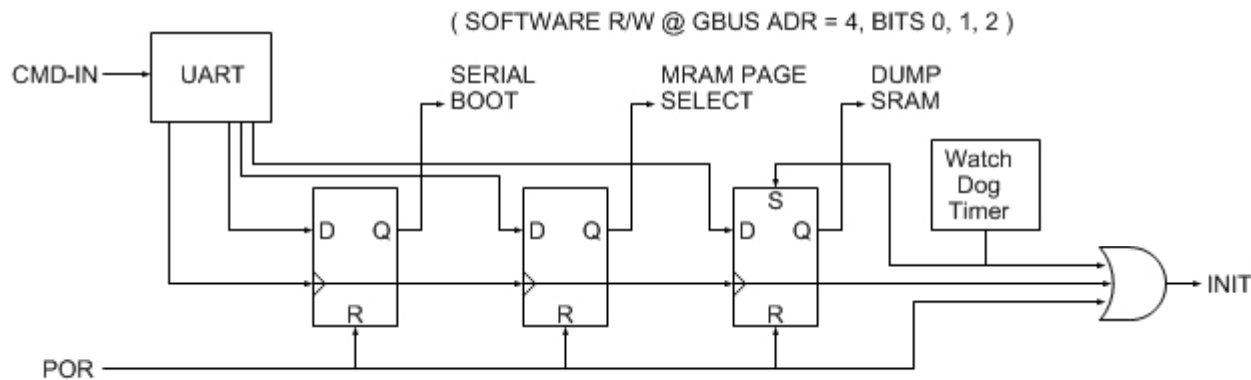 ( SOFTWARE R/W @ GBUS ADR = 4, BITS 0, 1, 2 )
CMD-IN
UART
SERIAL
BOOT
MRAM PAGE
SELECT
DUMP
SRAM
Watch
Dog
Timer
S
D Q
D Q
D Q
R
R
R
INIT
POR